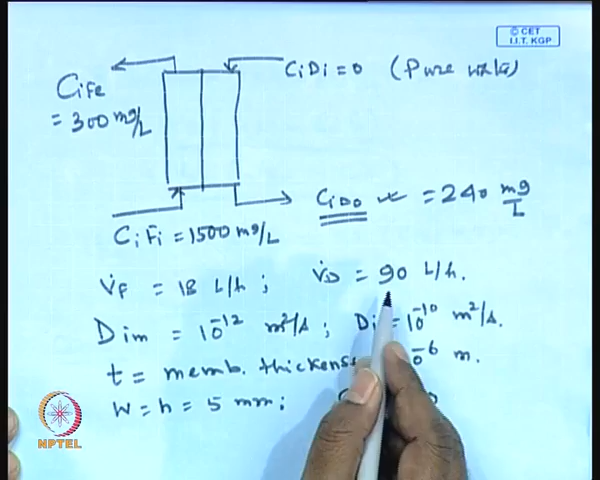 © CET
I.I.T. KGP
CiDi = 0 (Pure water)
CiFe
= 300 mg/L
CiDo = 240 mg/L
CiFi = 1500 mg/L
V̇F = 18 L/h ; V̇D = 90 L/h.
Dim = 10⁻¹² m²/s ; Di = 10⁻¹⁰ m²/s.
t = memb. thickenss 10⁻⁶ m.
W = h = 5 mm ;
NPTEL